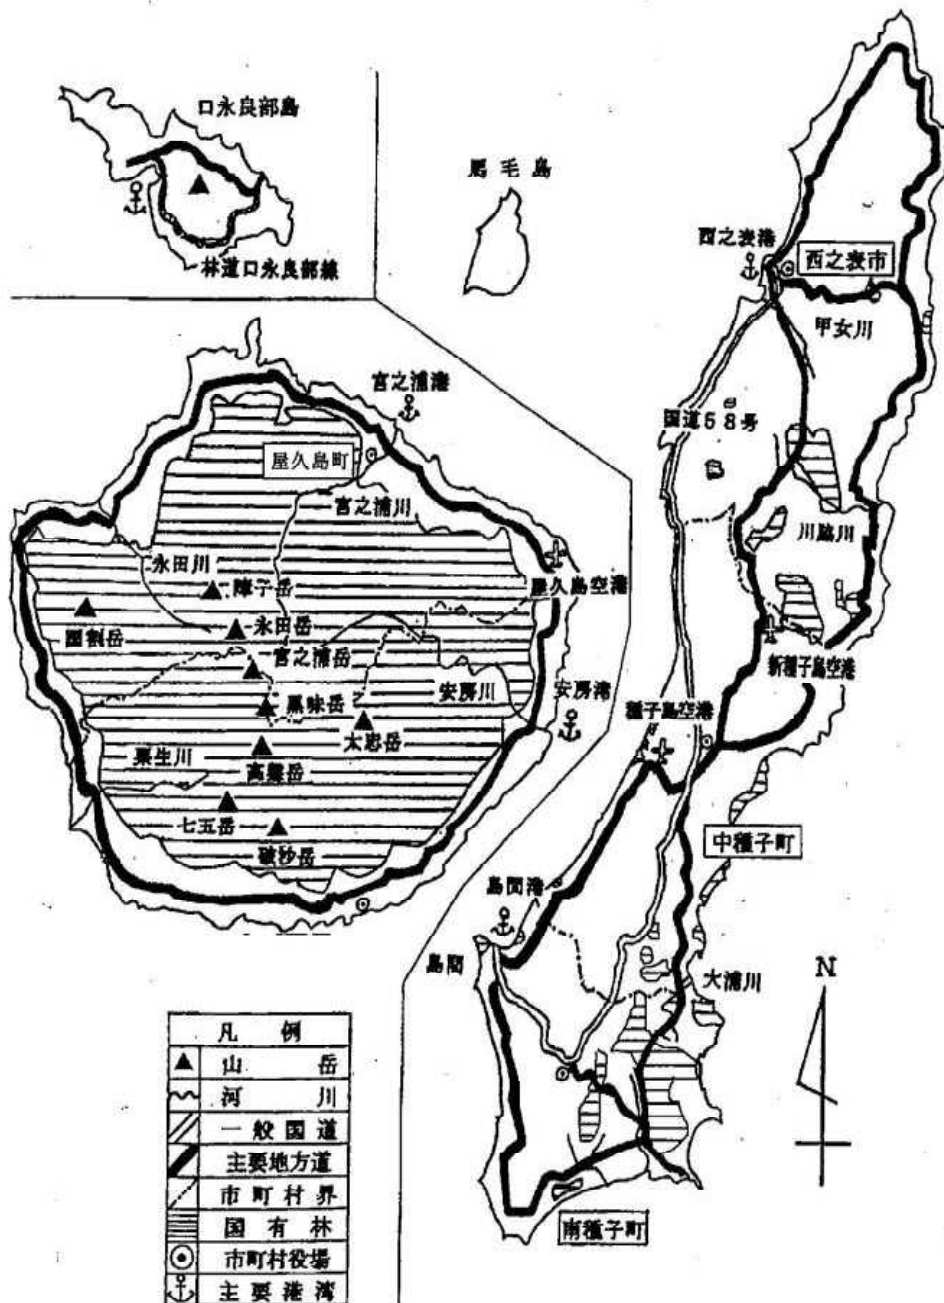 口永良部島
林道口永良部線
馬毛島
西之表港
西之表市
甲女川
国道58号
川脇川
新種子島空港
種子島空港
中種子町
島間港
島間
大浦川
南種子町
N
宮之浦港
屋久島町
宮之浦川
永田川
障子岳
屋久島空港
国割岳
永田岳
宮之浦岳
黒味岳
安房川
安房港
太忠岳
栗生川
高盤岳
七五岳
破沙岳
凡例
山岳
河川
一般国道
主要地方道
市町村界
国有林
市町村役場
主要港湾